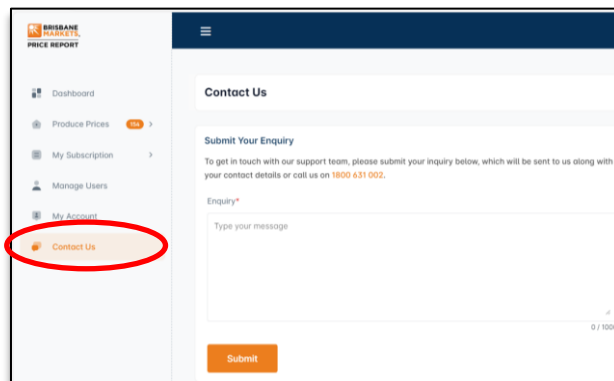 BRISBANE
MARKETS,
PRICE REPORT
Dashboard
Produce Prices 154
My Subscription
Manage Users
My Account
Contact Us
Contact Us
Submit Your Enquiry
To get in touch with our support team, please submit your inquiry below, which will be sent to us along with
your contact details or call us on 1800 631 002.
Enquiry*
Type your message
0 / 1000
Submit